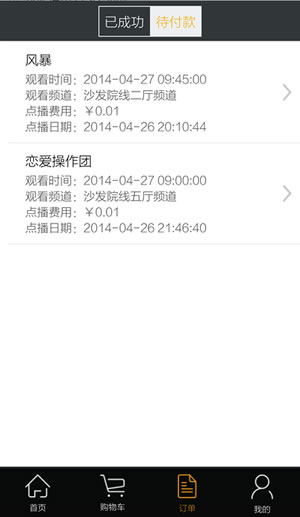 已成功 待付款
风暴
观看时间：2014-04-27 09:45:00
观看频道：沙发院线二厅频道
点播费用：￥0.01
点播日期：2014-04-26 20:10:44
恋爱操作团
观看时间：2014-04-27 09:00:00
观看频道：沙发院线五厅频道
点播费用：￥0.01
点播日期：2014-04-26 21:46:40
首页 购物车 订单 我的